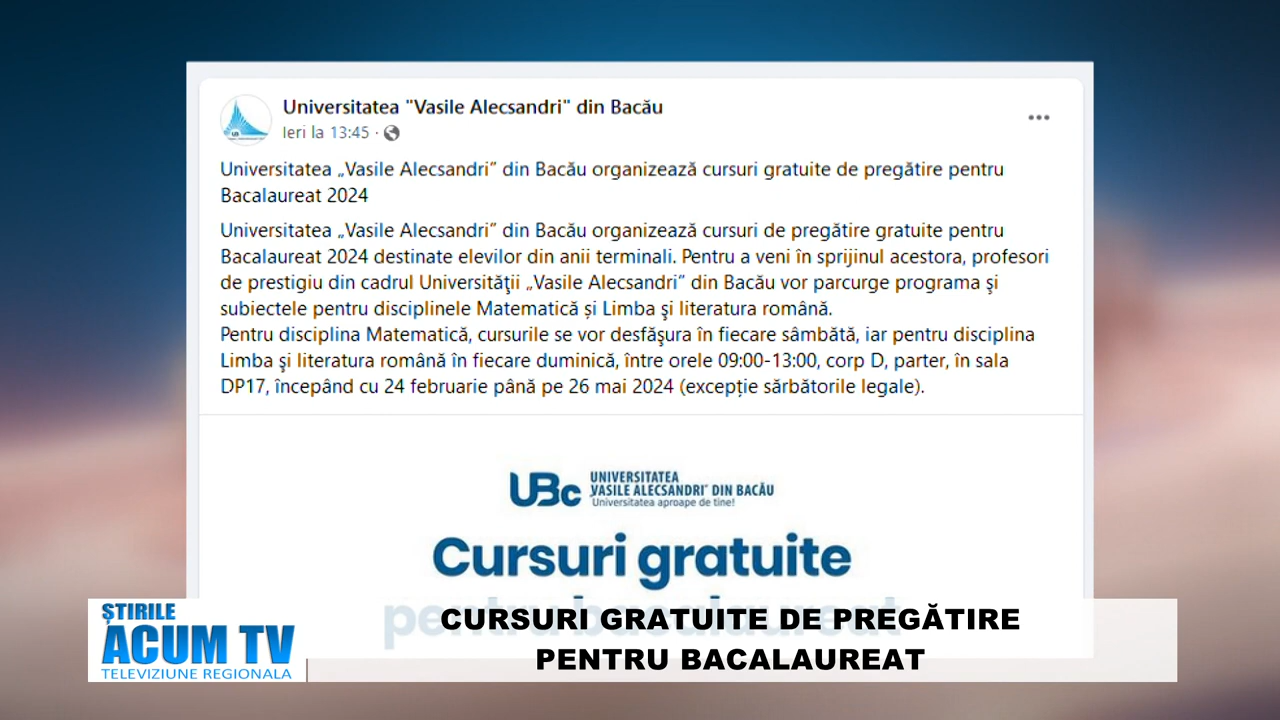 Universitatea "Vasile Alecsandri" din Bacău
Ieri la 13:45 ·
Universitatea „Vasile Alecsandri” din Bacău organizează cursuri gratuite de pregătire pentru
Bacalaureat 2024
Universitatea „Vasile Alecsandri” din Bacău organizează cursuri de pregătire gratuite pentru
Bacalaureat 2024 destinate elevilor din anii terminali. Pentru a veni în sprijinul acestora, profesori
de prestigiu din cadrul Universităţii „Vasile Alecsandri” din Bacău vor parcurge programa şi
subiectele pentru disciplinele Matematică și Limba şi literatura română.
Pentru disciplina Matematică, cursurile se vor desfăşura în fiecare sâmbătă, iar pentru disciplina
Limba şi literatura română în fiecare duminică, între orele 09:00-13:00, corp D, parter, în sala
DP17, începând cu 24 februarie până pe 26 mai 2024 (excepție sărbătorile legale).
UBc UNIVERSITATEA
„VASILE ALECSANDRI" DIN BACĂU
Universitatea aproape de tine!
Cursuri gratuite
pentru bacalaureat
ȘTIRILE
ACUM TV
TELEVIZIUNE REGIONALA
CURSURI GRATUITE DE PREGĂTIRE
PENTRU BACALAUREAT